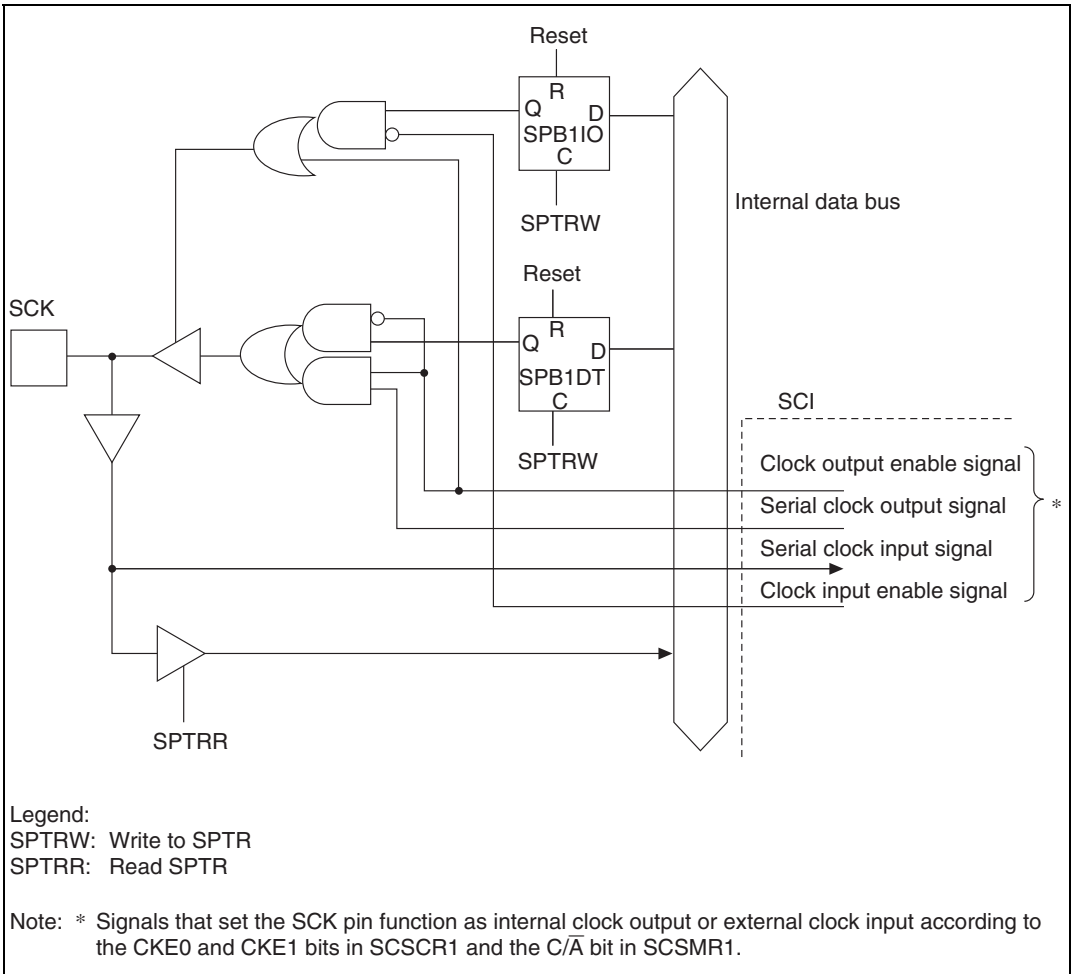 Reset
R
Q
D
SPB1IO
C
SPTRW
Internal data bus
Reset
SCK
R
Q
D
SPB1DT
C
SCI
SPTRW
Clock output enable signal
Serial clock output signal
*
Serial clock input signal
Clock input enable signal
SPTRR
Legend:
SPTRW: Write to SPTR
SPTRR: Read SPTR
Note: * Signals that set the SCK pin function as internal clock output or external clock input according to
the CKE0 and CKE1 bits in SCSCR1 and the C/A̅ bit in SCSMR1.